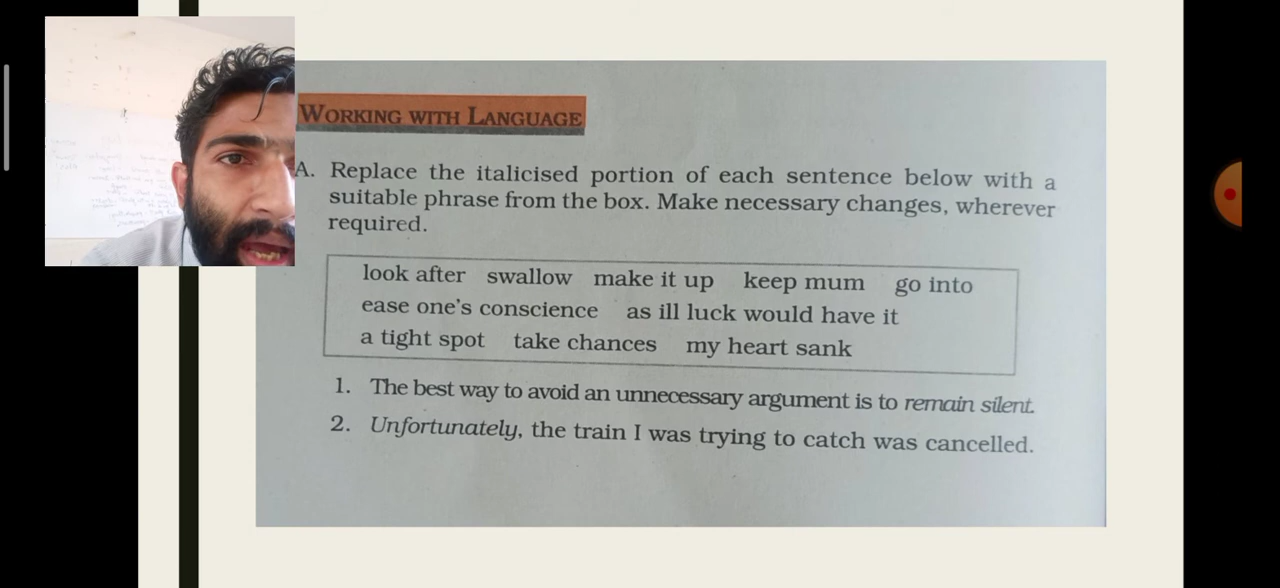 WORKING WITH LANGUAGE
A. Replace the italicised portion of each sentence below with a
suitable phrase from the box. Make necessary changes, wherever
required.
look after swallow make it up keep mum go into
ease one's conscience as ill luck would have it
a tight spot take chances my heart sank
1. The best way to avoid an unnecessary argument is to remain silent.
2. Unfortunately, the train I was trying to catch was cancelled.